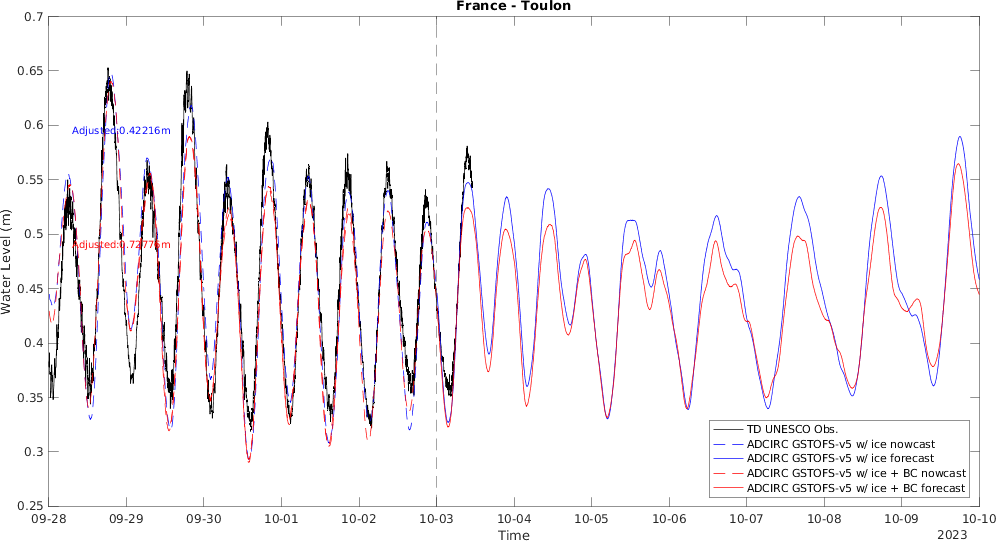 France - Toulon
Water Level (m)
0.7
0.65
0.6
0.55
0.5
0.45
0.4
0.35
0.3
0.25
Adjusted:0.42216m
Adjusted:0.72776m
TD UNESCO Obs.
ADCIRC GSTOFS-v5 w/ ice nowcast
ADCIRC GSTOFS-v5 w/ ice forecast
ADCIRC GSTOFS-v5 w/ ice + BC nowcast
ADCIRC GSTOFS-v5 w/ ice + BC forecast
09-28 09-29 09-30 10-01 10-02 10-03 10-04 10-05 10-06 10-07 10-08 10-09 10-10
Time
2023